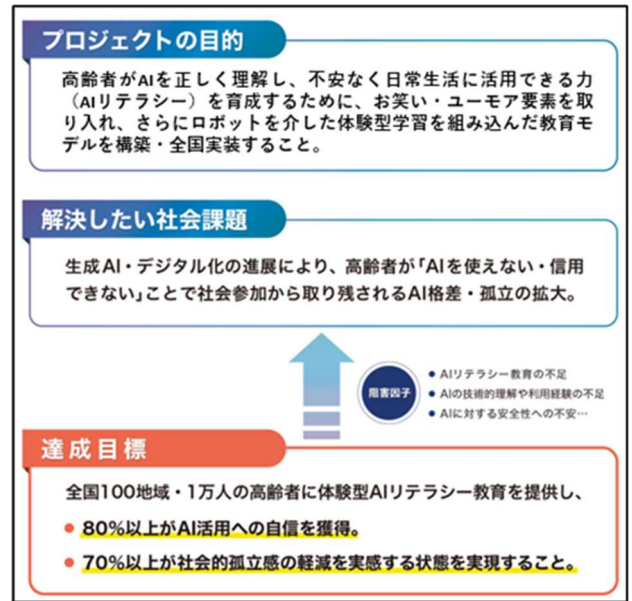 プロジェクトの目的
高齢者がAIを正しく理解し、不安なく日常生活に活用できる力
（AIリテラシー）を育成するために、お笑い・ユーモア要素を取
り入れ、さらにロボットを介した体験型学習を組み込んだ教育モ
デルを構築・全国実装すること。
解決したい社会課題
生成AI・デジタル化の進展により、高齢者が「AIを使えない・信用
できない」ことで社会参加から取り残されるAI格差・孤立の拡大。
阻害因子
● AIリテラシー教育の不足
● AIの技術的理解や利用経験の不足
● AIに対する安全性への不安…
達成目標
全国100地域・1万人の高齢者に体験型AIリテラシー教育を提供し、
● 80%以上がAI活用への自信を獲得。
● 70%以上が社会的孤立感の軽減を実感する状態を実現すること。